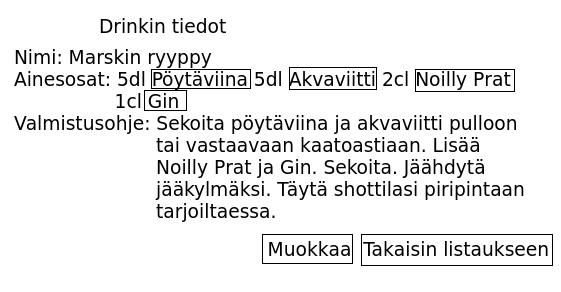 Drinkin tiedot
Nimi: Marskin ryyppy
Ainesosat: 5dl Pöytäviina 5dl Akvaviitti 2cl Noilly Prat
1cl Gin
Valmistusohje: Sekoita pöytäviina ja akvaviitti pulloon
tai vastaavaan kaatoastiaan. Lisää
Noilly Prat ja Gin. Sekoita. Jäähdytä
jääkylmäksi. Täytä shottilasi piripintaan
tarjoiltaessa.
Muokkaa Takaisin listaukseen